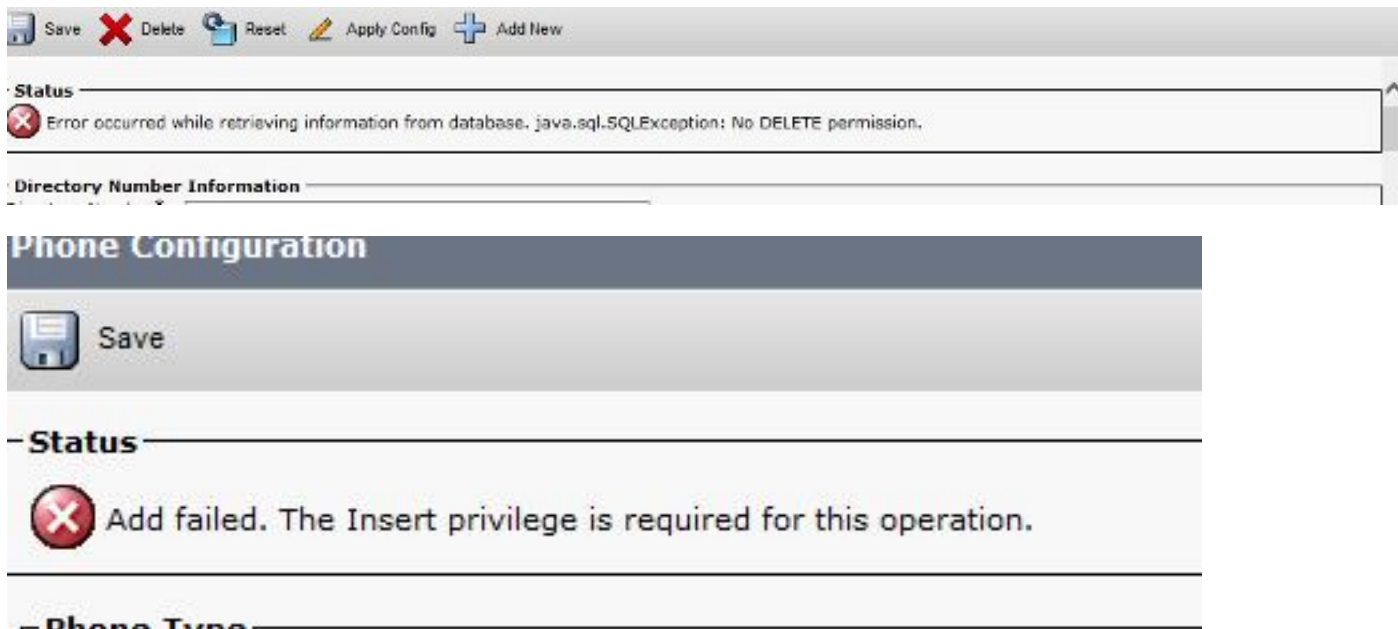 Save Delete Reset Apply Config Add New
Status
Error occurred while retrieving information from database. java.sql.SQLException: No DELETE permission.
Directory Number Information
Phone Configuration
Save
Status
Add failed. The Insert privilege is required for this operation.
Phone Type